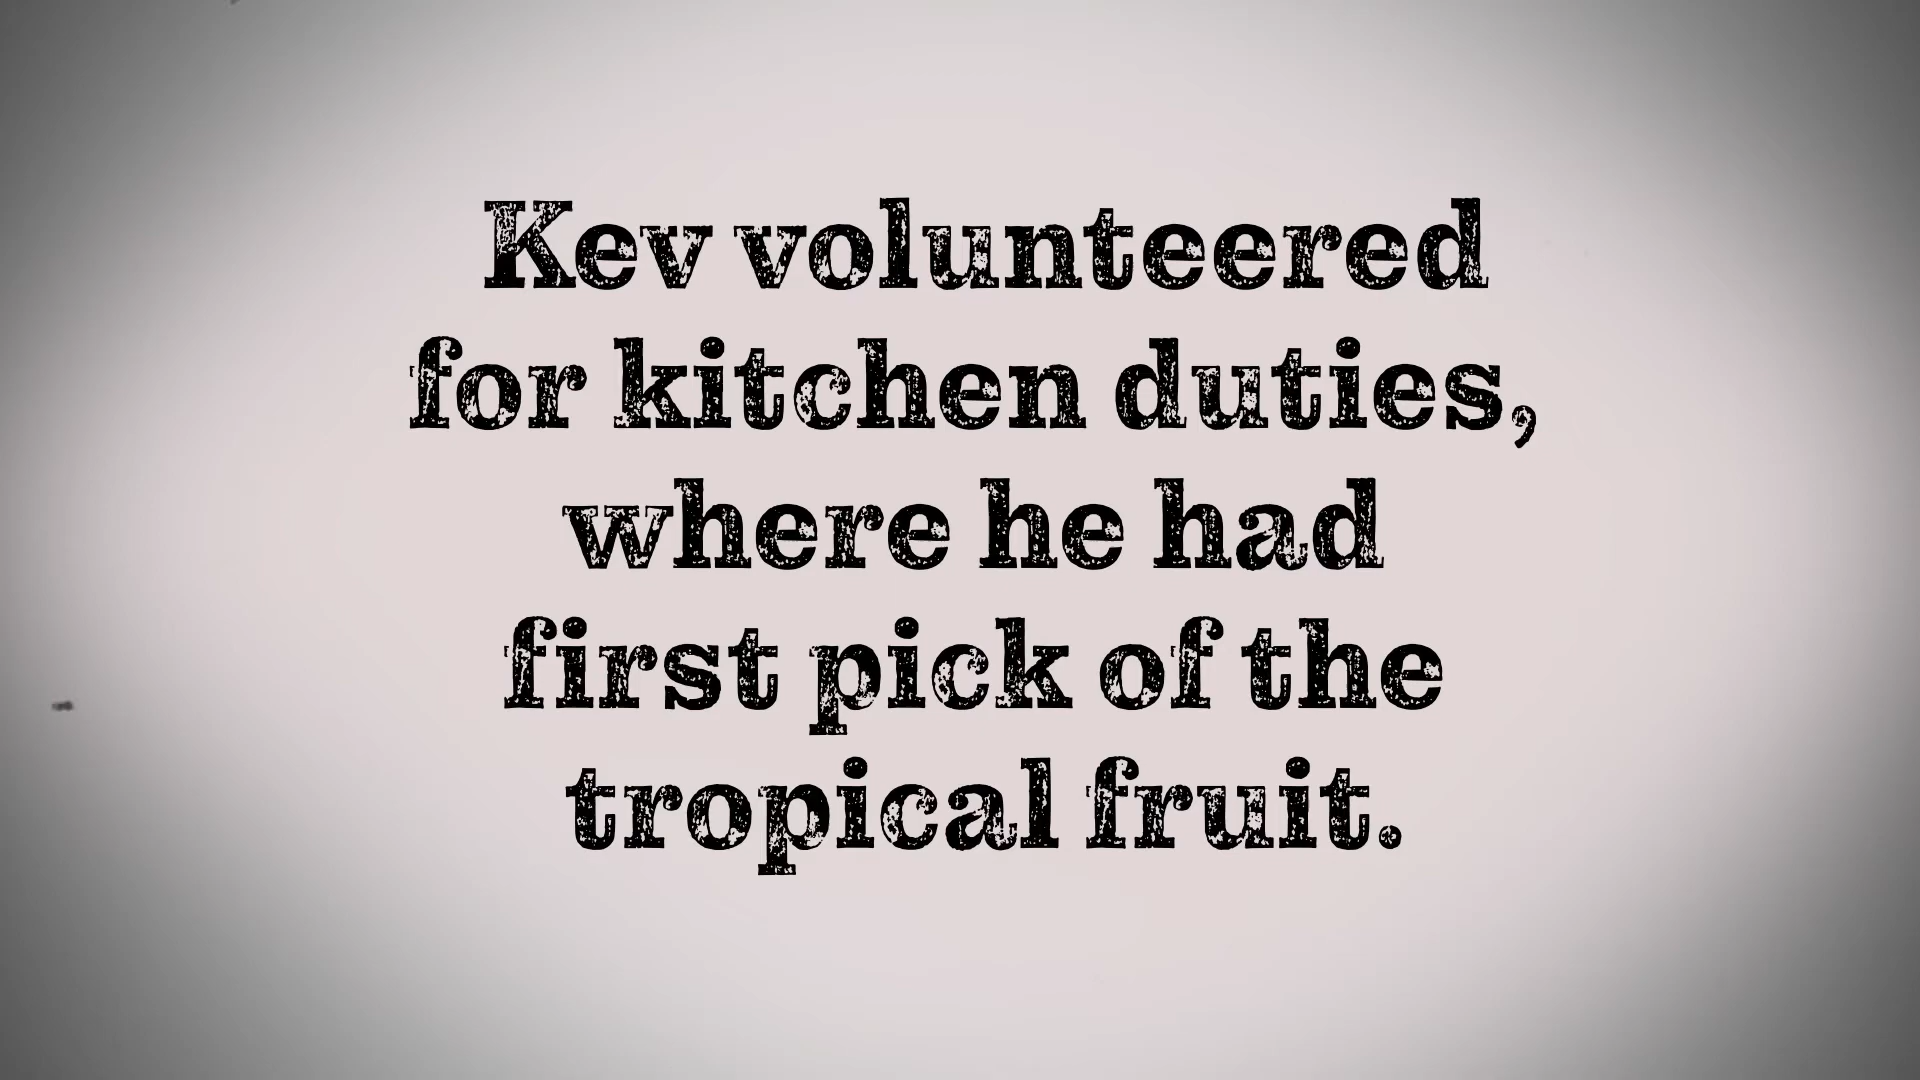 Kev volunteered
for kitchen duties,
where he had
first pick of the
tropical fruit.